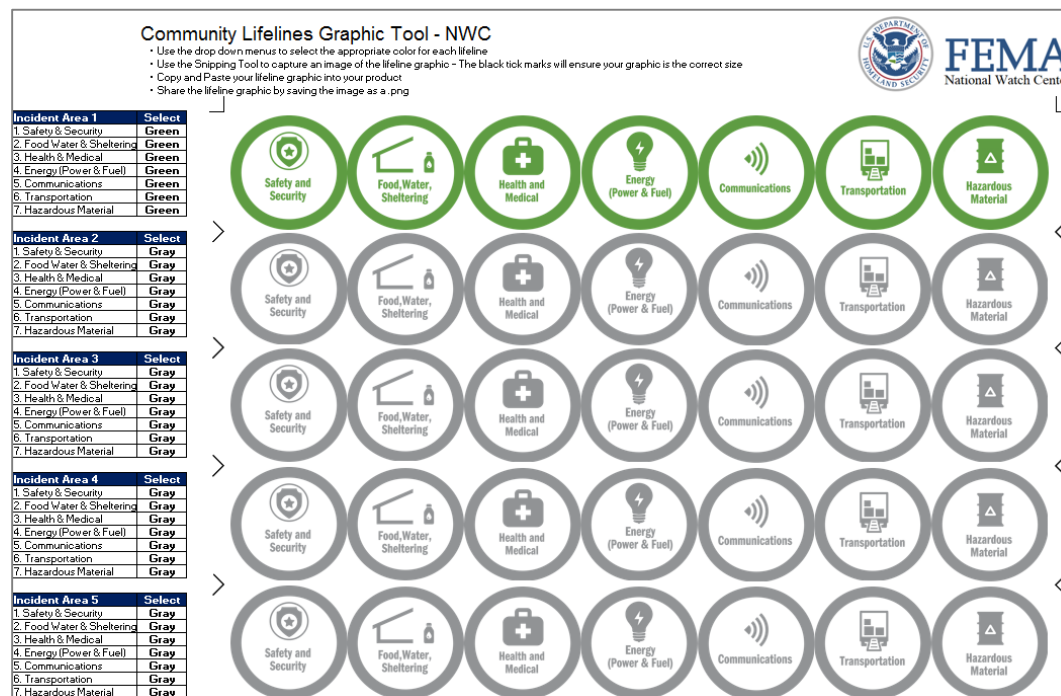 Community Lifelines Graphic Tool - NWC
• Use the drop down menus to select the appropriate color for each lifeline
• Use the Snipping Tool to capture an image of the lifeline graphic - The black tick marks will ensure your graphic is the correct size
• Copy and Paste your lifeline graphic into your product
• Share the lifeline graphic by saving the image as a .png
U.S. DEPARTMENT OF HOMELAND SECURITY
FEMA
National Watch Center
Incident Area 1 Select
1. Safety & Security Green
2. Food Water & Sheltering Green
3. Health & Medical Green
4. Energy (Power & Fuel) Green
5. Communications Green
6. Transportation Green
7. Hazardous Material Green
Safety and
Security
Food,Water,
Sheltering
Health and
Medical
Energy
(Power & Fuel)
Communications
Transportation
Hazardous
Material
Incident Area 2 Select
1. Safety & Security Gray
2. Food Water & Sheltering Gray
3. Health & Medical Gray
4. Energy (Power & Fuel) Gray
5. Communications Gray
6. Transportation Gray
7. Hazardous Material Gray
Safety and
Security
Food,Water,
Sheltering
Health and
Medical
Energy
(Power & Fuel)
Communications
Transportation
Hazardous
Material
Incident Area 3 Select
1. Safety & Security Gray
2. Food Water & Sheltering Gray
3. Health & Medical Gray
4. Energy (Power & Fuel) Gray
5. Communications Gray
6. Transportation Gray
7. Hazardous Material Gray
Safety and
Security
Food,Water,
Sheltering
Health and
Medical
Energy
(Power & Fuel)
Communications
Transportation
Hazardous
Material
Incident Area 4 Select
1. Safety & Security Gray
2. Food Water & Sheltering Gray
3. Health & Medical Gray
4. Energy (Power & Fuel) Gray
5. Communications Gray
6. Transportation Gray
7. Hazardous Material Gray
Safety and
Security
Food,Water,
Sheltering
Health and
Medical
Energy
(Power & Fuel)
Communications
Transportation
Hazardous
Material
Incident Area 5 Select
1. Safety & Security Gray
2. Food Water & Sheltering Gray
3. Health & Medical Gray
4. Energy (Power & Fuel) Gray
5. Communications Gray
6. Transportation Gray
7. Hazardous Material Gray
Safety and
Security
Food,Water,
Sheltering
Health and
Medical
Energy
(Power & Fuel)
Communications
Transportation
Hazardous
Material